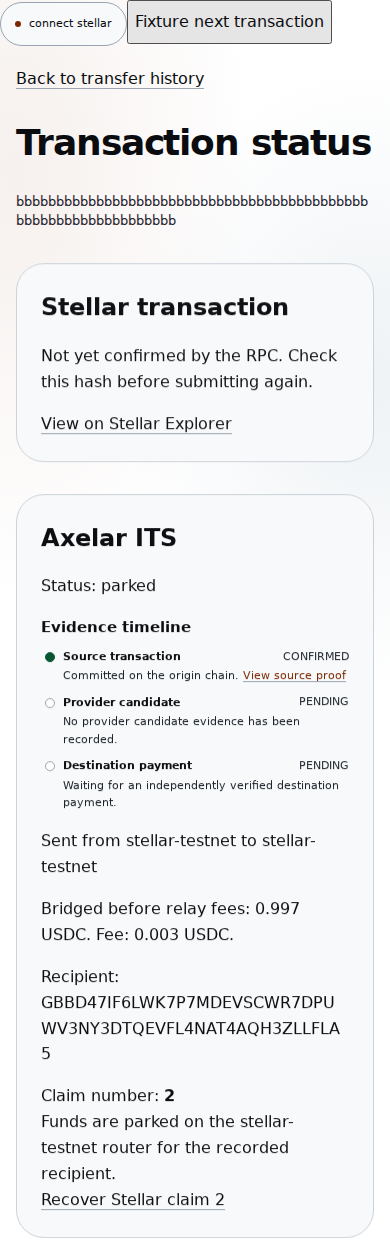 connect stellar
Fixture next transaction
Back to transfer history
Transaction status
bbbbbbbbbbbbbbbbbbbbbbbbbbbbbbbbbbbbbbbbbbbb
bbbbbbbbbbbbbbbbbbbb
Stellar transaction
Not yet confirmed by the RPC. Check
this hash before submitting again.
View on Stellar Explorer
Axelar ITS
Status: parked
Evidence timeline
Source transaction CONFIRMED
Committed on the origin chain. View source proof
Provider candidate PENDING
No provider candidate evidence has been
recorded.
Destination payment PENDING
Waiting for an independently verified destination
payment.
Sent from stellar-testnet to stellar-
testnet
Bridged before relay fees: 0.997
USDC. Fee: 0.003 USDC.
Recipient:
GBBD47IF6LWK7P7MDEVSCWR7DPU
WV3NY3DTQEVFL4NAT4AQH3ZLLFLA
5
Claim number: 2
Funds are parked on the stellar-
testnet router for the recorded
recipient.
Recover Stellar claim 2